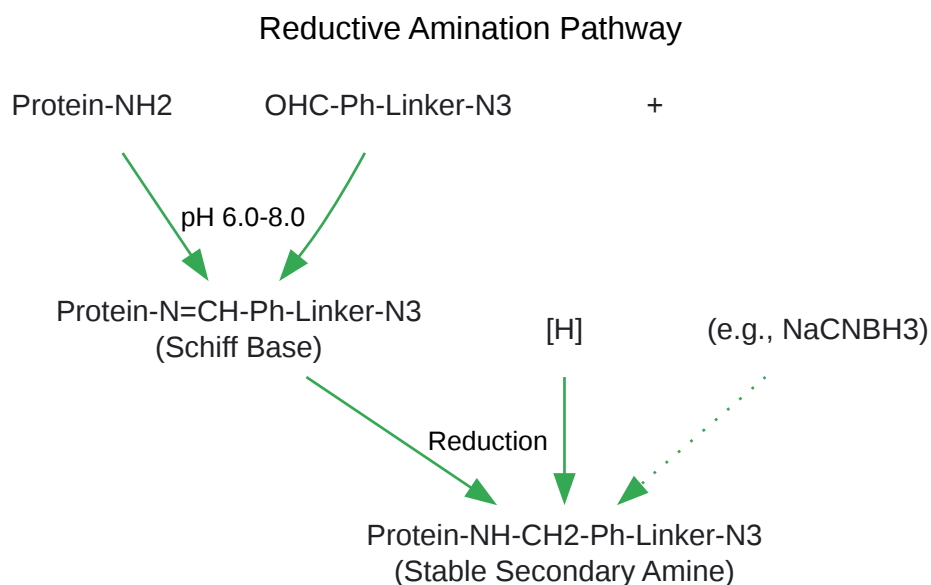 Reductive Amination Pathway
Protein-NH2
OHC-Ph-Linker-N3
+
pH 6.0-8.0
Protein-N=CH-Ph-Linker-N3
(Schiff Base)
[H]
(e.g., NaCNBH3)
Reduction
Protein-NH-CH2-Ph-Linker-N3
(Stable Secondary Amine)